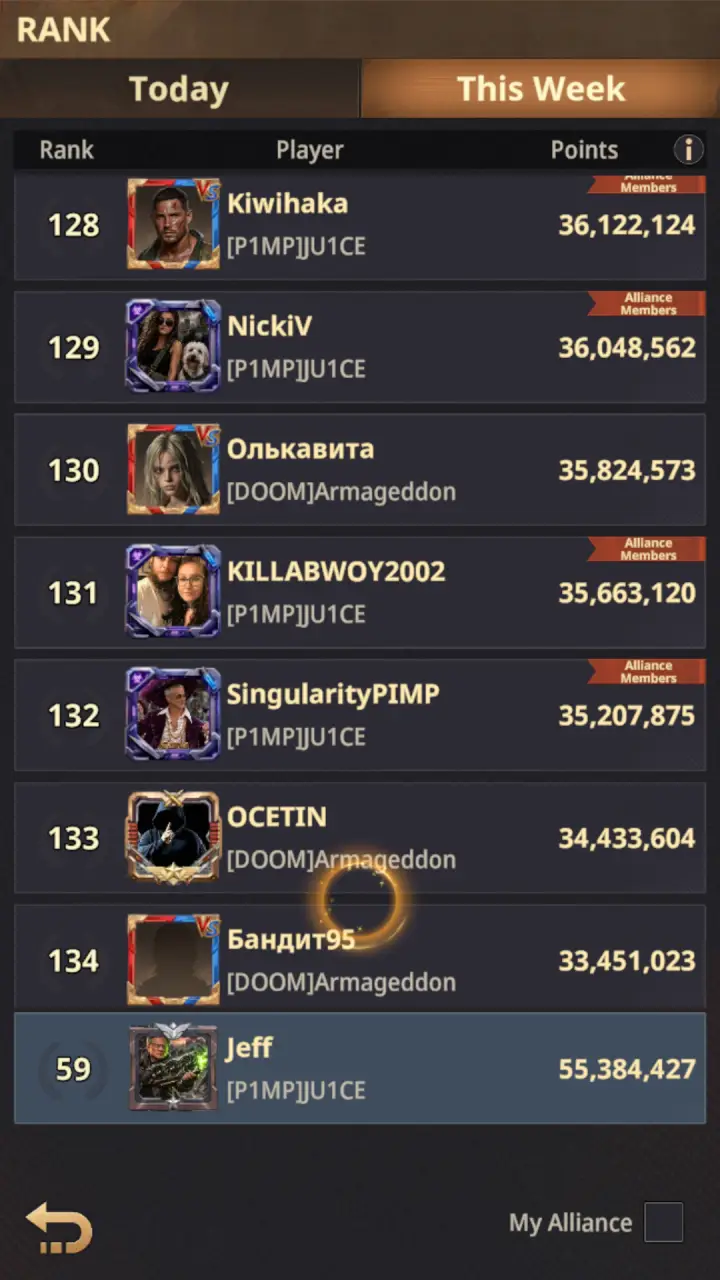 RANK
Today
This Week
Rank
Player
Points
i
Alliance
Members
128
VS
Kiwihaka
[P1MP]JU1CE
36,122,124
Alliance
Members
129
NickiV
[P1MP]JU1CE
36,048,562
130
VS
Олькавита
[DOOM]Armageddon
35,824,573
Alliance
Members
131
KILLABWOY2002
[P1MP]JU1CE
35,663,120
Alliance
Members
132
SingularityPIMP
[P1MP]JU1CE
35,207,875
133
OCETIN
[DOOM]Armageddon
34,433,604
134
VS
Бандит95
[DOOM]Armageddon
33,451,023
59
Jeff
[P1MP]JU1CE
55,384,427
My Alliance